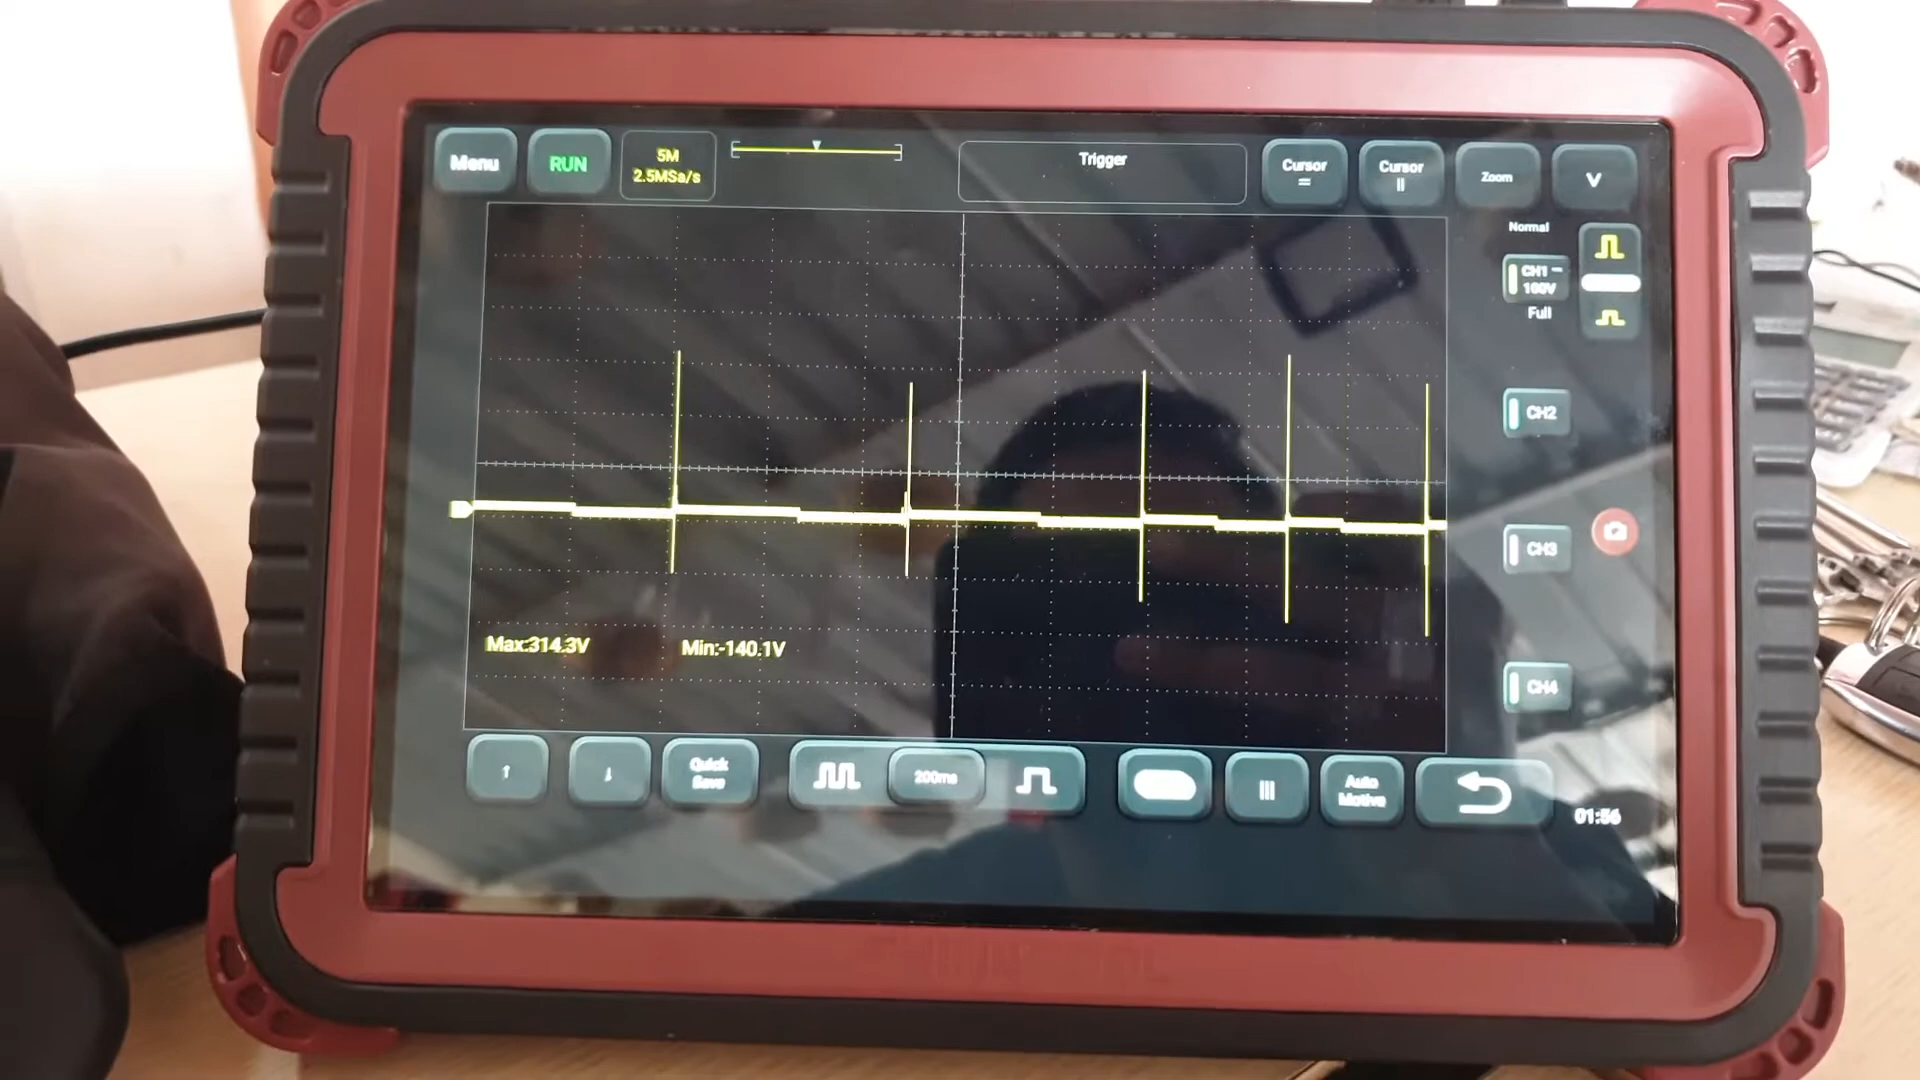 Menu
RUN
5M
2.5MSa/s
Trigger
Cursor
Cursor
Zoom
Normal
CH1
100V
Full
CH2
CH3
CH4
Max:314.3V Min:-140.1V
Quick
Save
200ms
Auto
Motive
01:56